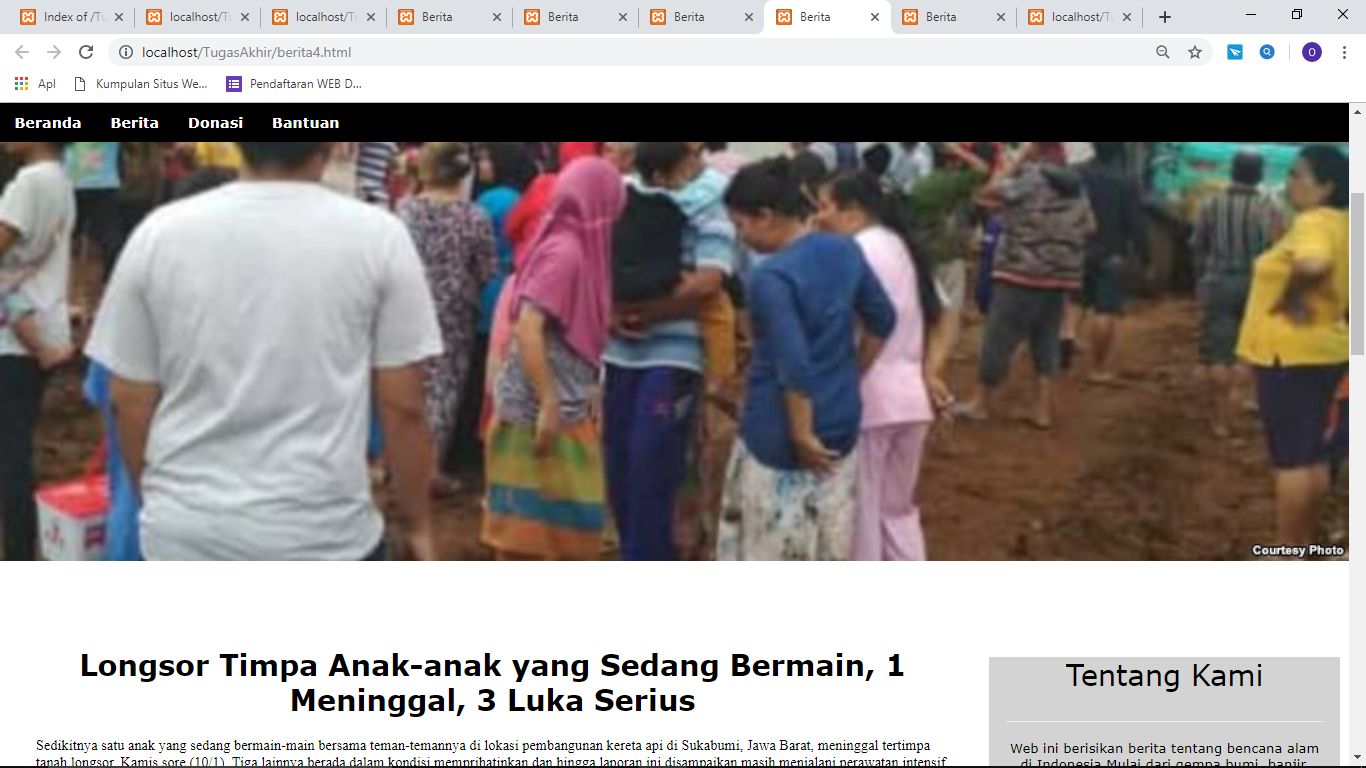 Index of /Tu
localhost/Tu
localhost/Tu
Berita
Berita
Berita
Berita
Berita
localhost/Tu
localhost/TugasAkhir/berita4.html
O
Apl
Kumpulan Situs We...
Pendaftaran WEB D...
Beranda Berita Donasi Bantuan
Courtesy Photo
Longsor Timpa Anak-anak yang Sedang Bermain, 1
Meninggal, 3 Luka Serius
Sedikitnya satu anak yang sedang bermain-main bersama teman-temannya di lokasi pembangunan kereta api di Sukabumi, Jawa Barat, meninggal tertimpa
tanah longsor, Kamis sore (10/1). Tiga lainnya berada dalam kondisi memprihatinkan dan hingga laporan ini disampaikan masih menjalani perawatan intensif
Tentang Kami
Web ini berisikan berita tentang bencana alam
di Indonesia Mulai dari gempa bumi, banjir,